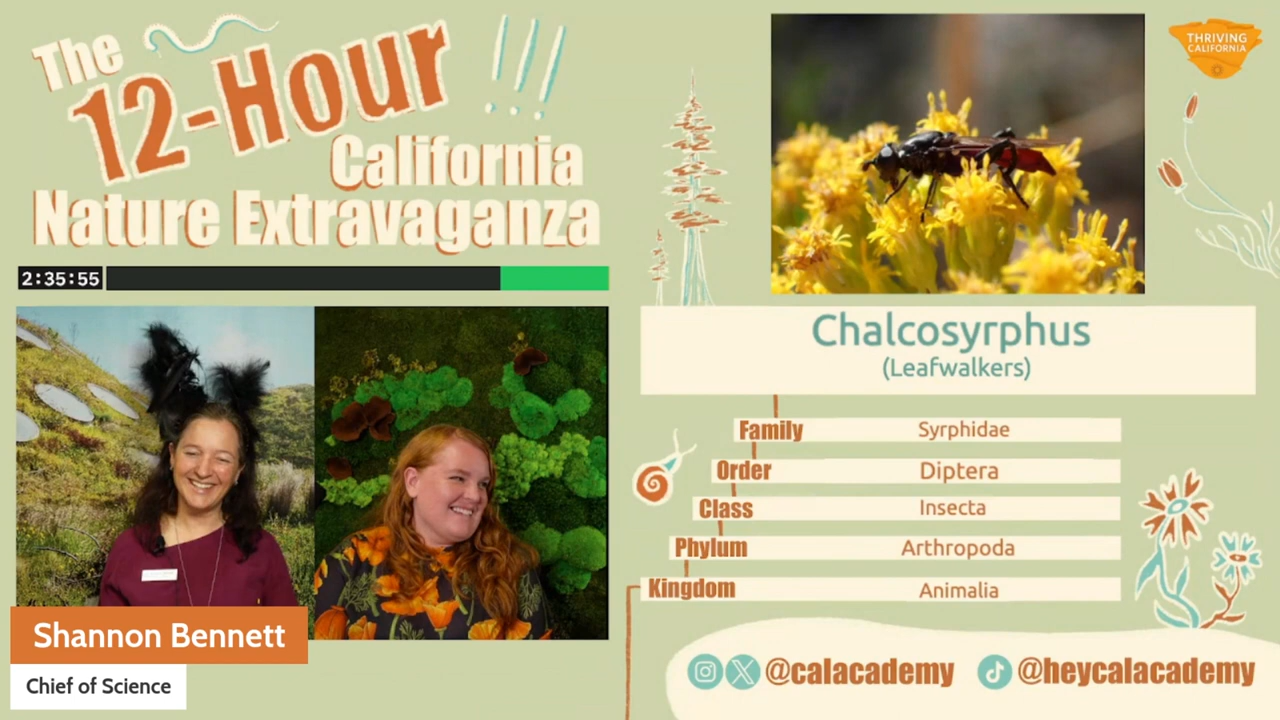 The
12-Hour!!!
California
Nature Extravaganza
2:35:55
Shannon Bennett
Chief of Science
THRIVING
CALIFORNIA
Chalcosyrphus
(Leafwalkers)
Family Syrphidae
Order Diptera
Class Insecta
Phylum Arthropoda
Kingdom Animalia
@calacademy @heycalacademy